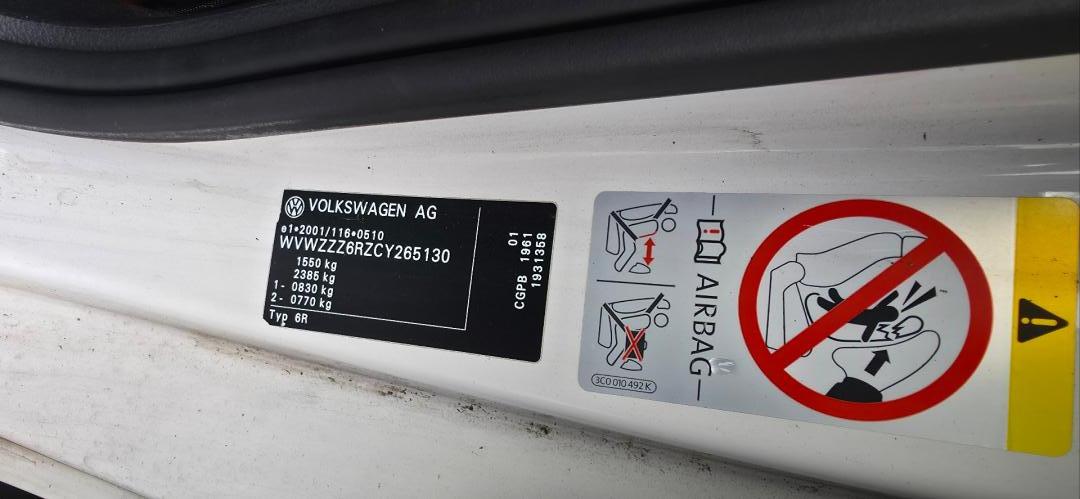 VOLKSWAGEN AG
e1*2001/116*0510
WVWZZZ6RZCY265130
1550 kg
2385 kg
1- 0830 kg
2- 0770 kg
Typ 6R
01
CGPB 1961
1931358
AIRBAG
3C0 010 492 K